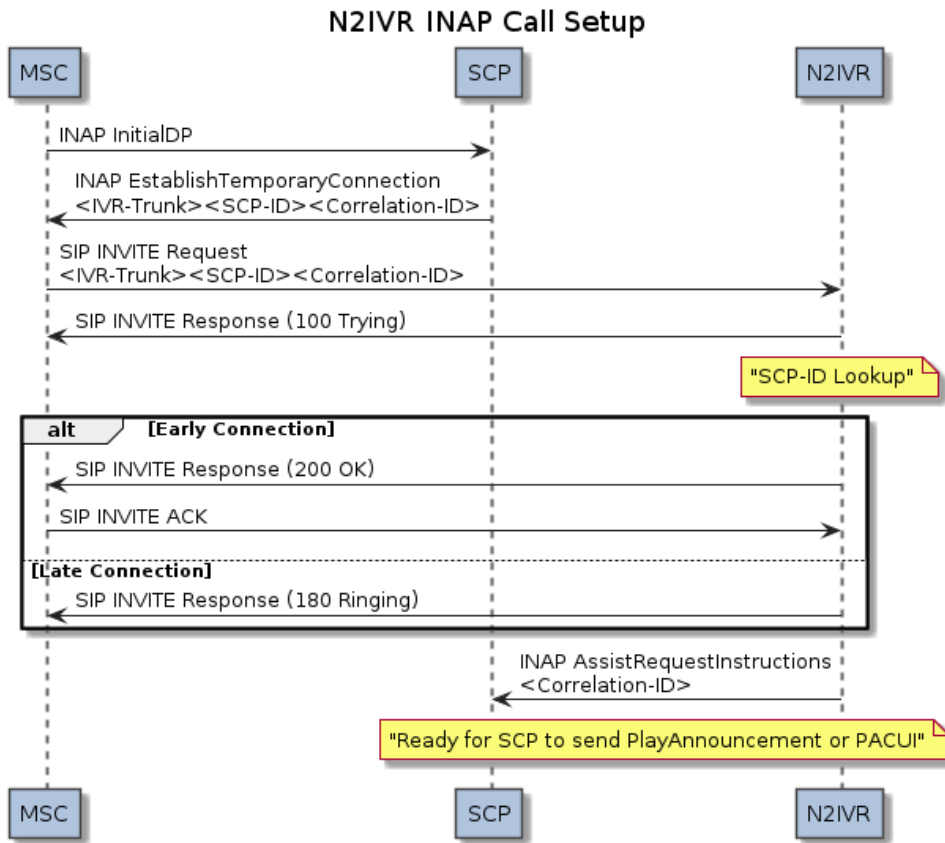 N2IVR INAP Call Setup
MSC
SCP
N2IVR
INAP InitialDP
INAP EstablishTemporaryConnection
<IVR-Trunk><SCP-ID><Correlation-ID>
SIP INVITE Request
<IVR-Trunk><SCP-ID><Correlation-ID>
SIP INVITE Response (100 Trying)
"SCP-ID Lookup"
alt [Early Connection]
SIP INVITE Response (200 OK)
SIP INVITE ACK
[Late Connection]
SIP INVITE Response (180 Ringing)
INAP AssistRequestInstructions
<Correlation-ID>
"Ready for SCP to send PlayAnnouncement or PACUI"
MSC
SCP
N2IVR